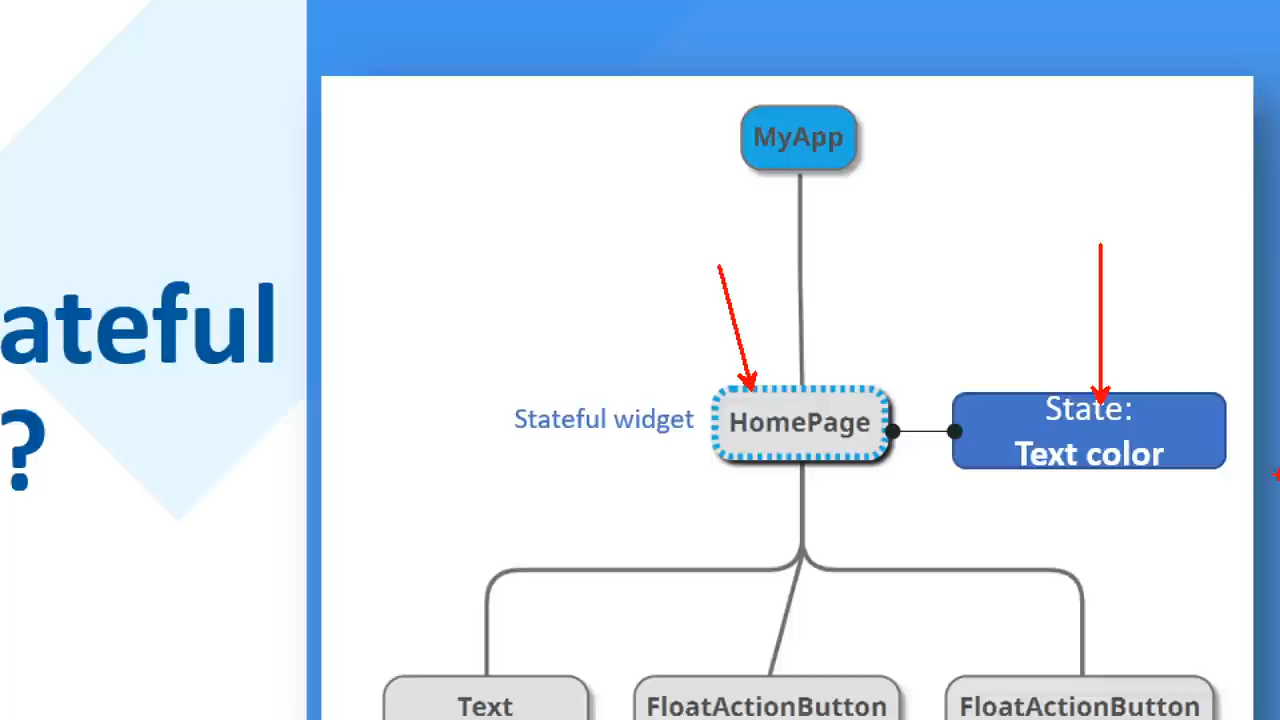 ateful
?
MyApp
Stateful widget
HomePage
State:
Text color
Text
FloatActionButton
FloatActionButton